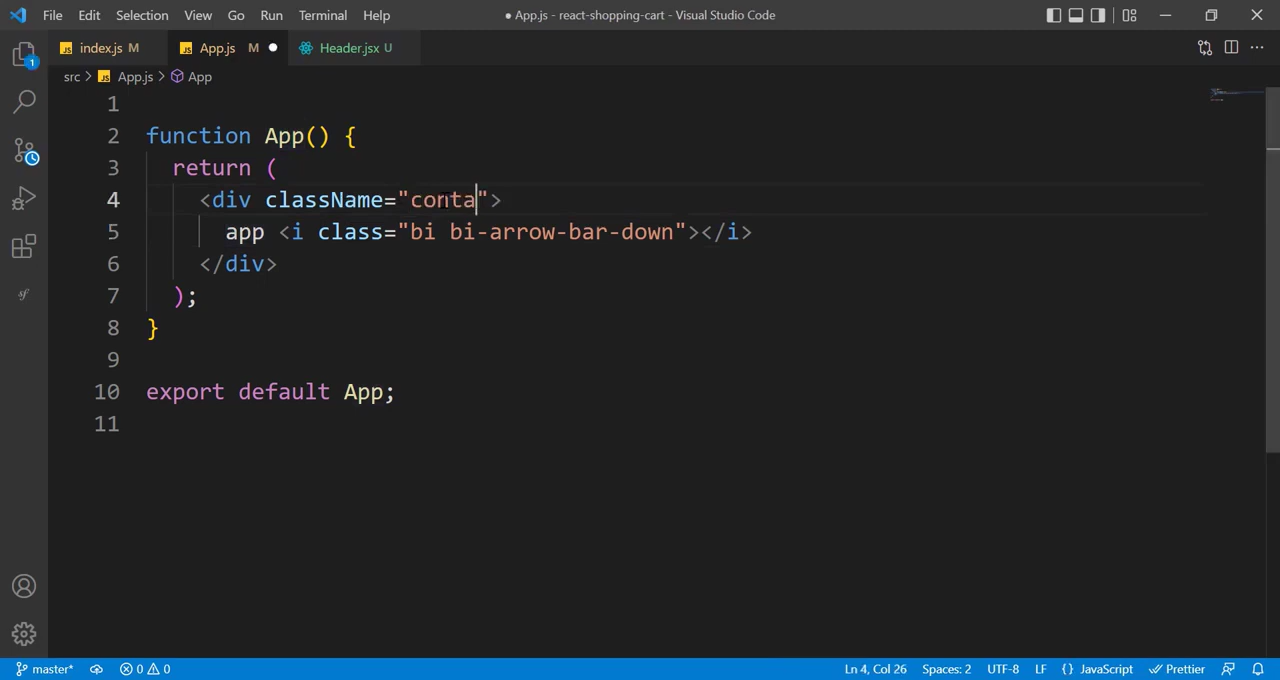 File Edit Selection View Go Run Terminal Help ● App.js - react-shopping-cart - Visual Studio Code
JS index.js M JS App.js M ● Header.jsx U ...
src > JS App.js > App
1
2 function App() {
3 return (
4 <div className="conta">
5 app <i class="bi bi-arrow-bar-down"></i>
6 </div>
7 );
8 }
9
10 export default App;
11
master* 0 0 Ln 4, Col 26 Spaces: 2 UTF-8 LF {} JavaScript Prettier